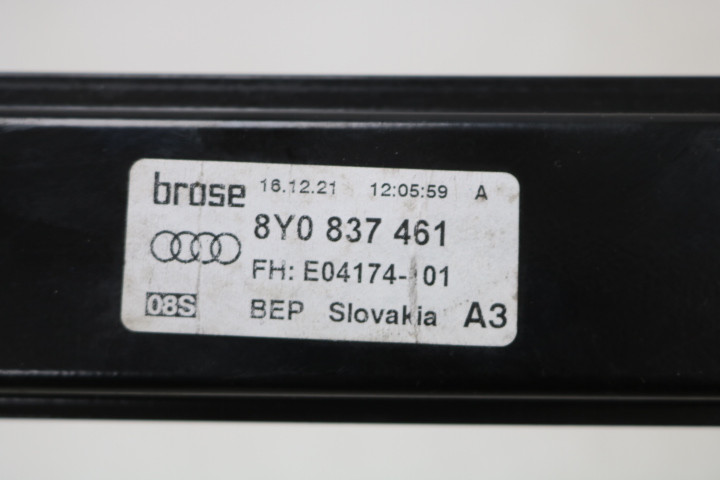 brose 16.12.21 12:05:59 A
8Y0 837 461
FH: E04174- 01
08S BEP Slovakia A3